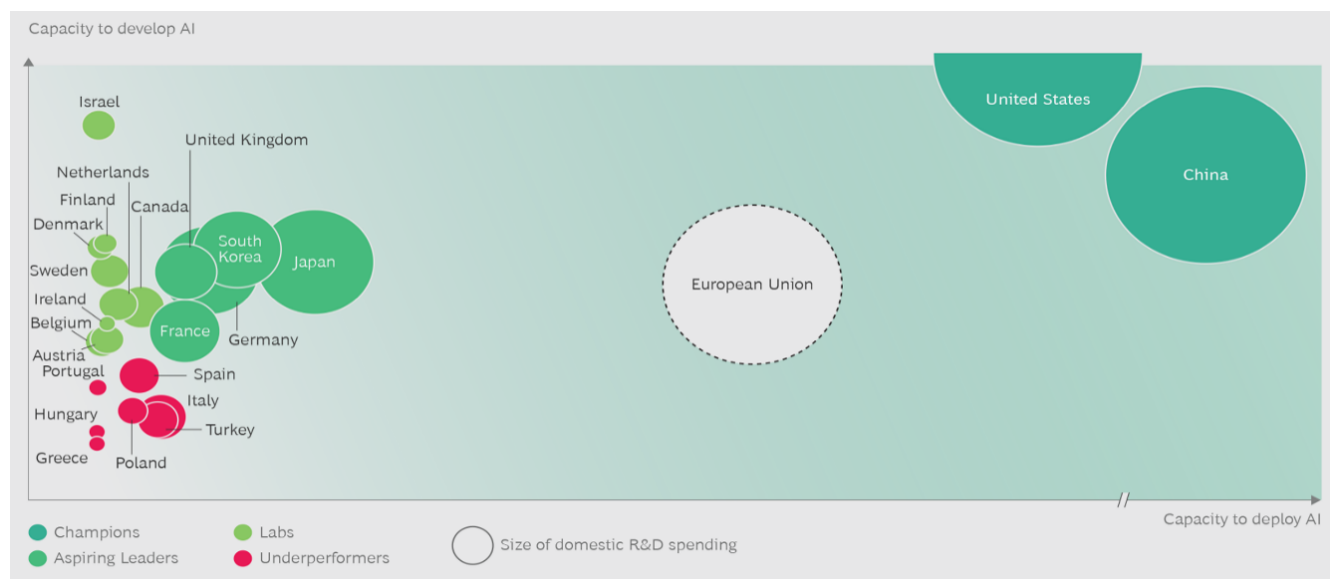 Capacity to develop AI
Israel
United States
United Kingdom
China
Netherlands
Finland
Canada
Denmark
South
Korea
Japan
Sweden
European Union
Ireland
Belgium
France
Germany
Austria
Portugal
Spain
Italy
Hungary
Turkey
Greece
Poland
Capacity to deploy AI
Champions
Labs
Size of domestic R&D spending
Aspiring Leaders
Underperformers